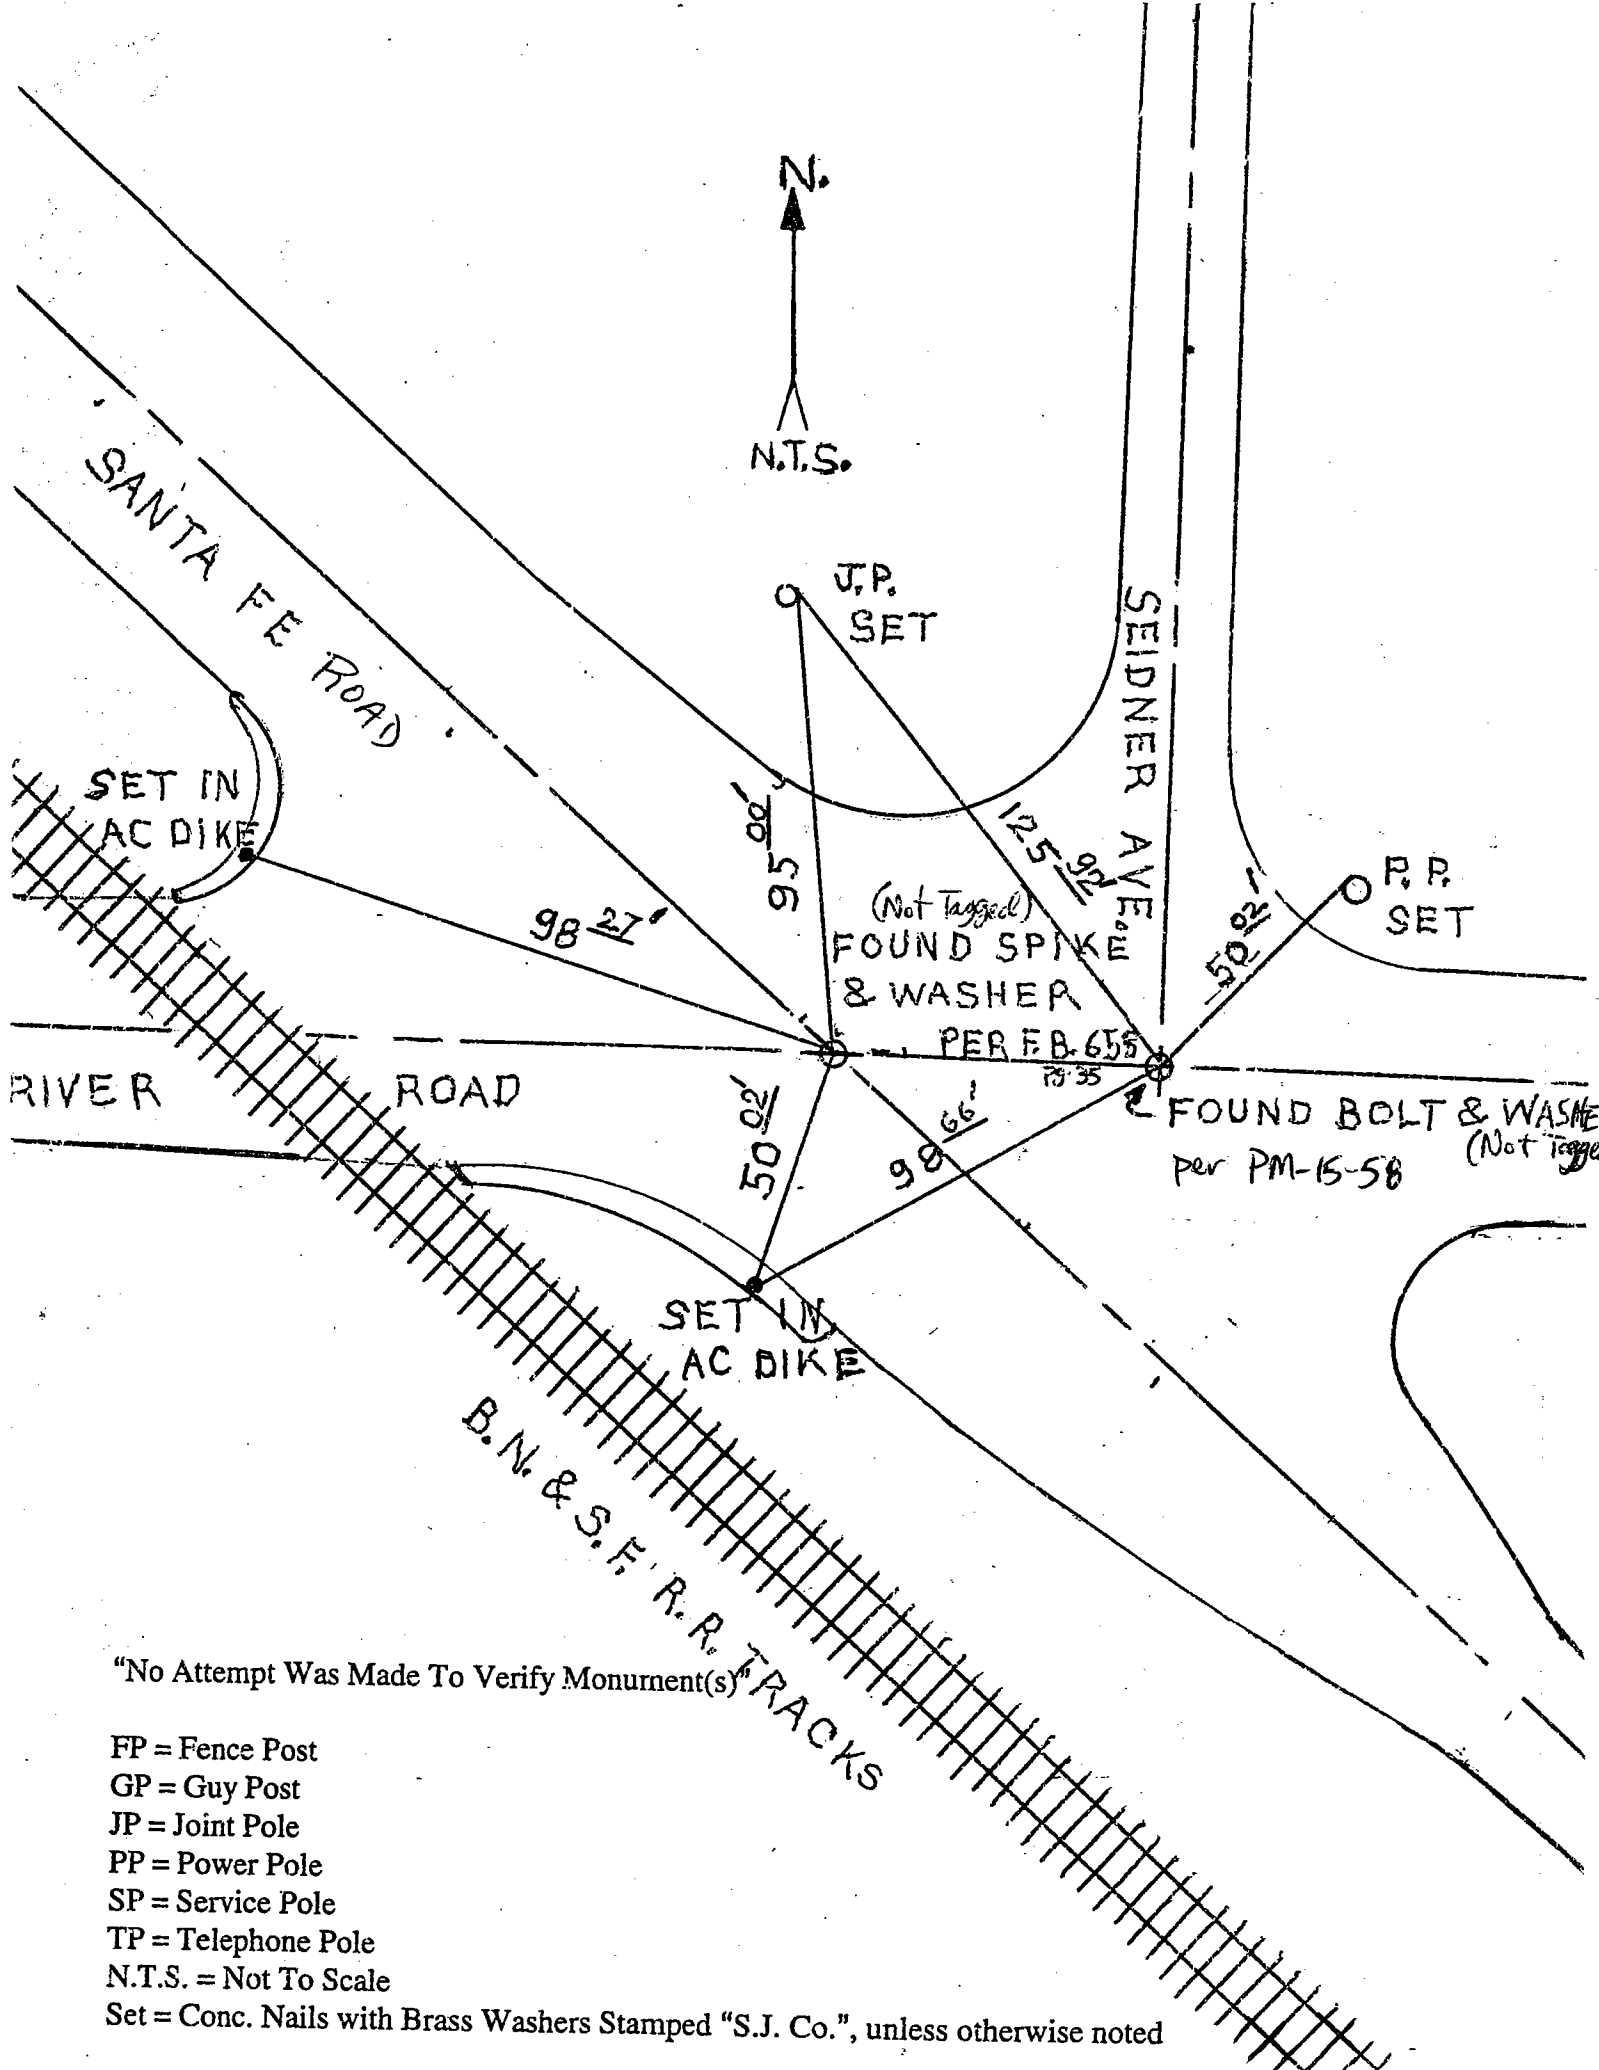 N.
N.T.S.
SANTA FE ROAD
J.P.
SET
SEIDNER AVE.
SET IN
AC DIKE
95 00'
125 92'
P. P.
SET
98 27'
(Not Tagged)
FOUND SPIKE
& WASHER
PER F.B. 655
Pg. 35
50 02'
RIVER ROAD
50 02'
98 66'
FOUND BOLT & WASHE
(Not Tagge
per PM-15-58
SET IN
AC DIKE
B.N. & S.F. R.R. TRACKS
“No Attempt Was Made To Verify Monument(s)”
FP = Fence Post
GP = Guy Post
JP = Joint Pole
PP = Power Pole
SP = Service Pole
TP = Telephone Pole
N.T.S. = Not To Scale
Set = Conc. Nails with Brass Washers Stamped “S.J. Co.”, unless otherwise noted